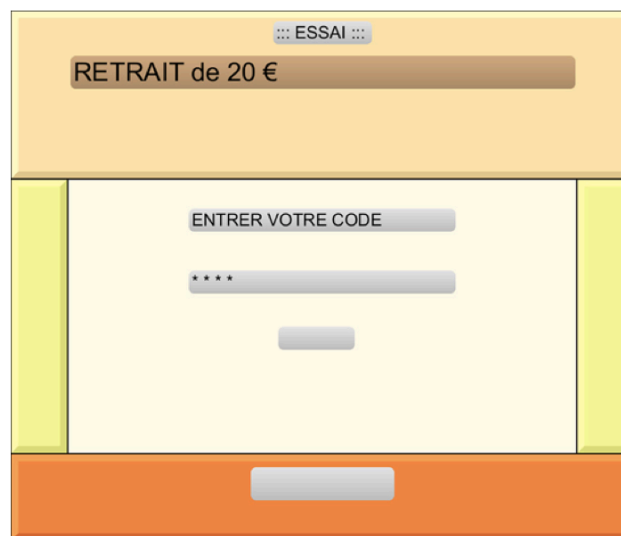 ::: ESSAI :::
RETRAIT de 20 €
ENTRER VOTRE CODE
* * * *